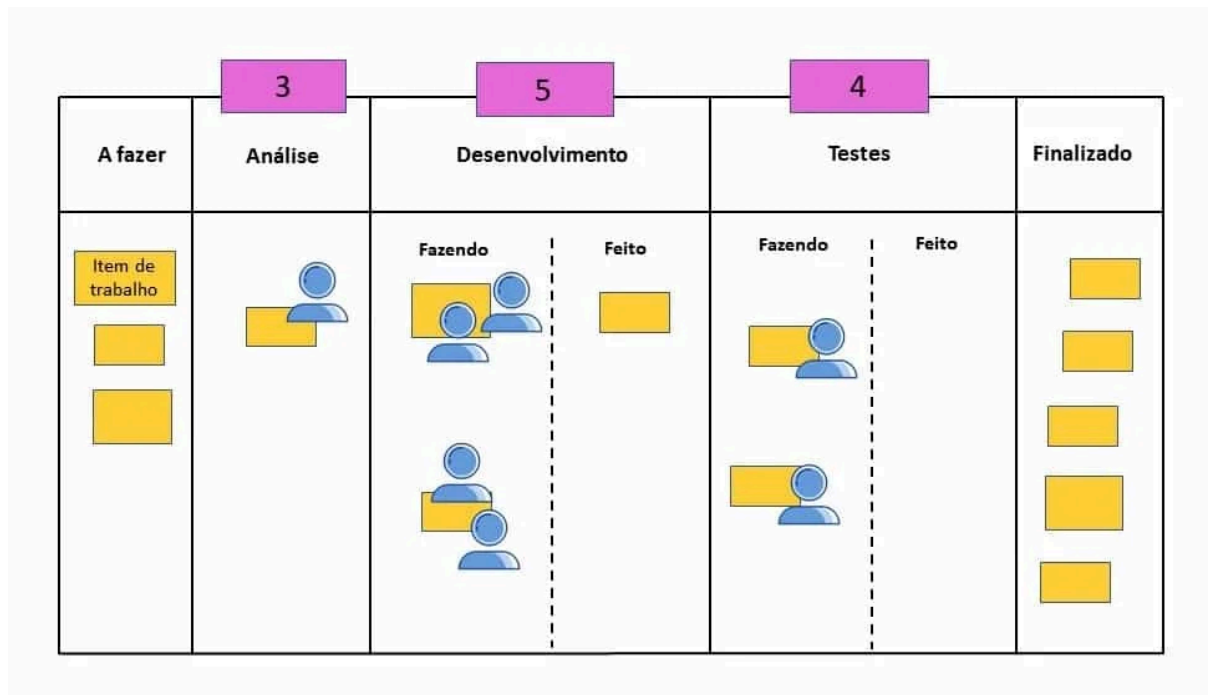 3
5
4
A fazer
Análise
Desenvolvimento
Testes
Finalizado
Fazendo
Feito
Fazendo
Feito
Item de
trabalho